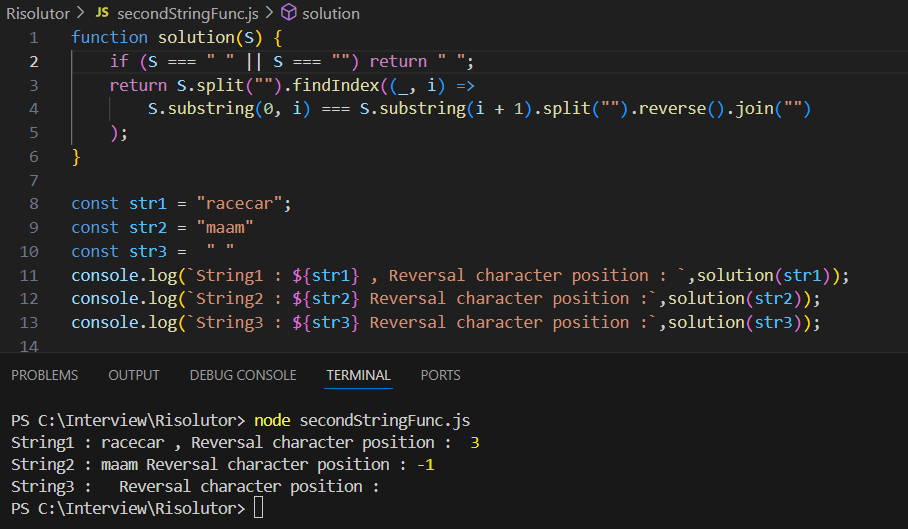 Risolutor > JS secondStringFunc.js > solution
1 function solution(S) {
2 if (S === " " || S === "") return " ";
3 return S.split("").findIndex((_, i) =>
4 S.substring(0, i) === S.substring(i + 1).split("").reverse().join("")
5 );
6 }
7
8 const str1 = "racecar";
9 const str2 = "maam"
10 const str3 =  " "
11 console.log(`String1 : ${str1} , Reversal character position : `,solution(str1));
12 console.log(`String2 : ${str2} Reversal character position :`,solution(str2));
13 console.log(`String3 : ${str3} Reversal character position :`,solution(str3));
14
PROBLEMS OUTPUT DEBUG CONSOLE TERMINAL PORTS
PS C:\Interview\Risolutor> node secondStringFunc.js
String1 : racecar , Reversal character position :  3
String2 : maam Reversal character position : -1
String3 :   Reversal character position :
PS C:\Interview\Risolutor>